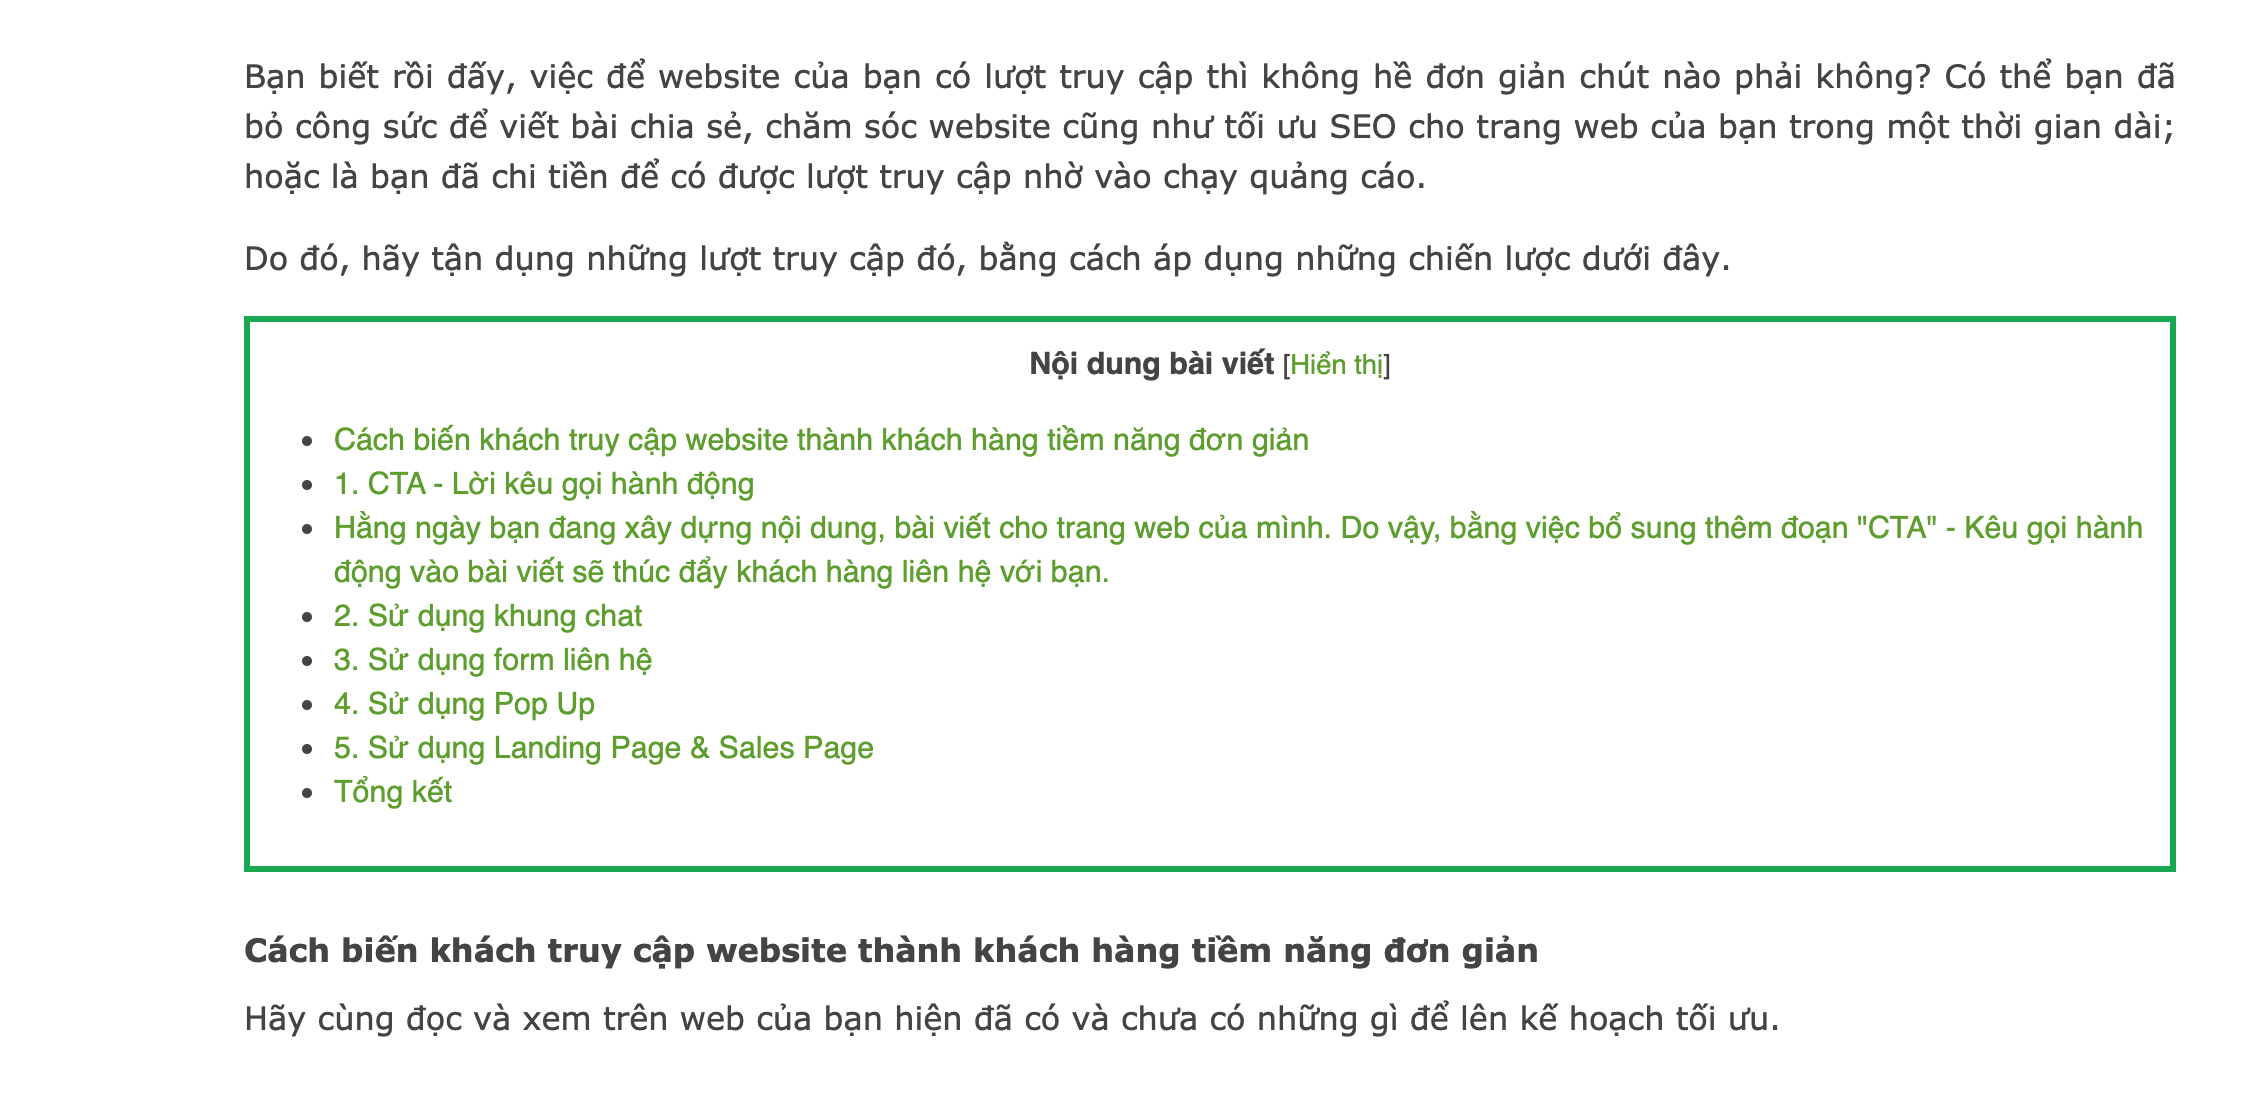 Bạn biết rồi đấy, việc để website của bạn có lượt truy cập thì không hề đơn giản chút nào phải không? Có thể bạn đã
bỏ công sức để viết bài chia sẻ, chăm sóc website cũng như tối ưu SEO cho trang web của bạn trong một thời gian dài;
hoặc là bạn đã chi tiền để có được lượt truy cập nhờ vào chạy quảng cáo.
Do đó, hãy tận dụng những lượt truy cập đó, bằng cách áp dụng những chiến lược dưới đây.
Nội dung bài viết [Hiển thị]
• Cách biến khách truy cập website thành khách hàng tiềm năng đơn giản
• 1. CTA - Lời kêu gọi hành động
• Hằng ngày bạn đang xây dựng nội dung, bài viết cho trang web của mình. Do vậy, bằng việc bổ sung thêm đoạn "CTA" - Kêu gọi hành
động vào bài viết sẽ thúc đẩy khách hàng liên hệ với bạn.
• 2. Sử dụng khung chat
• 3. Sử dụng form liên hệ
• 4. Sử dụng Pop Up
• 5. Sử dụng Landing Page & Sales Page
• Tổng kết
Cách biến khách truy cập website thành khách hàng tiềm năng đơn giản
Hãy cùng đọc và xem trên web của bạn hiện đã có và chưa có những gì để lên kế hoạch tối ưu.